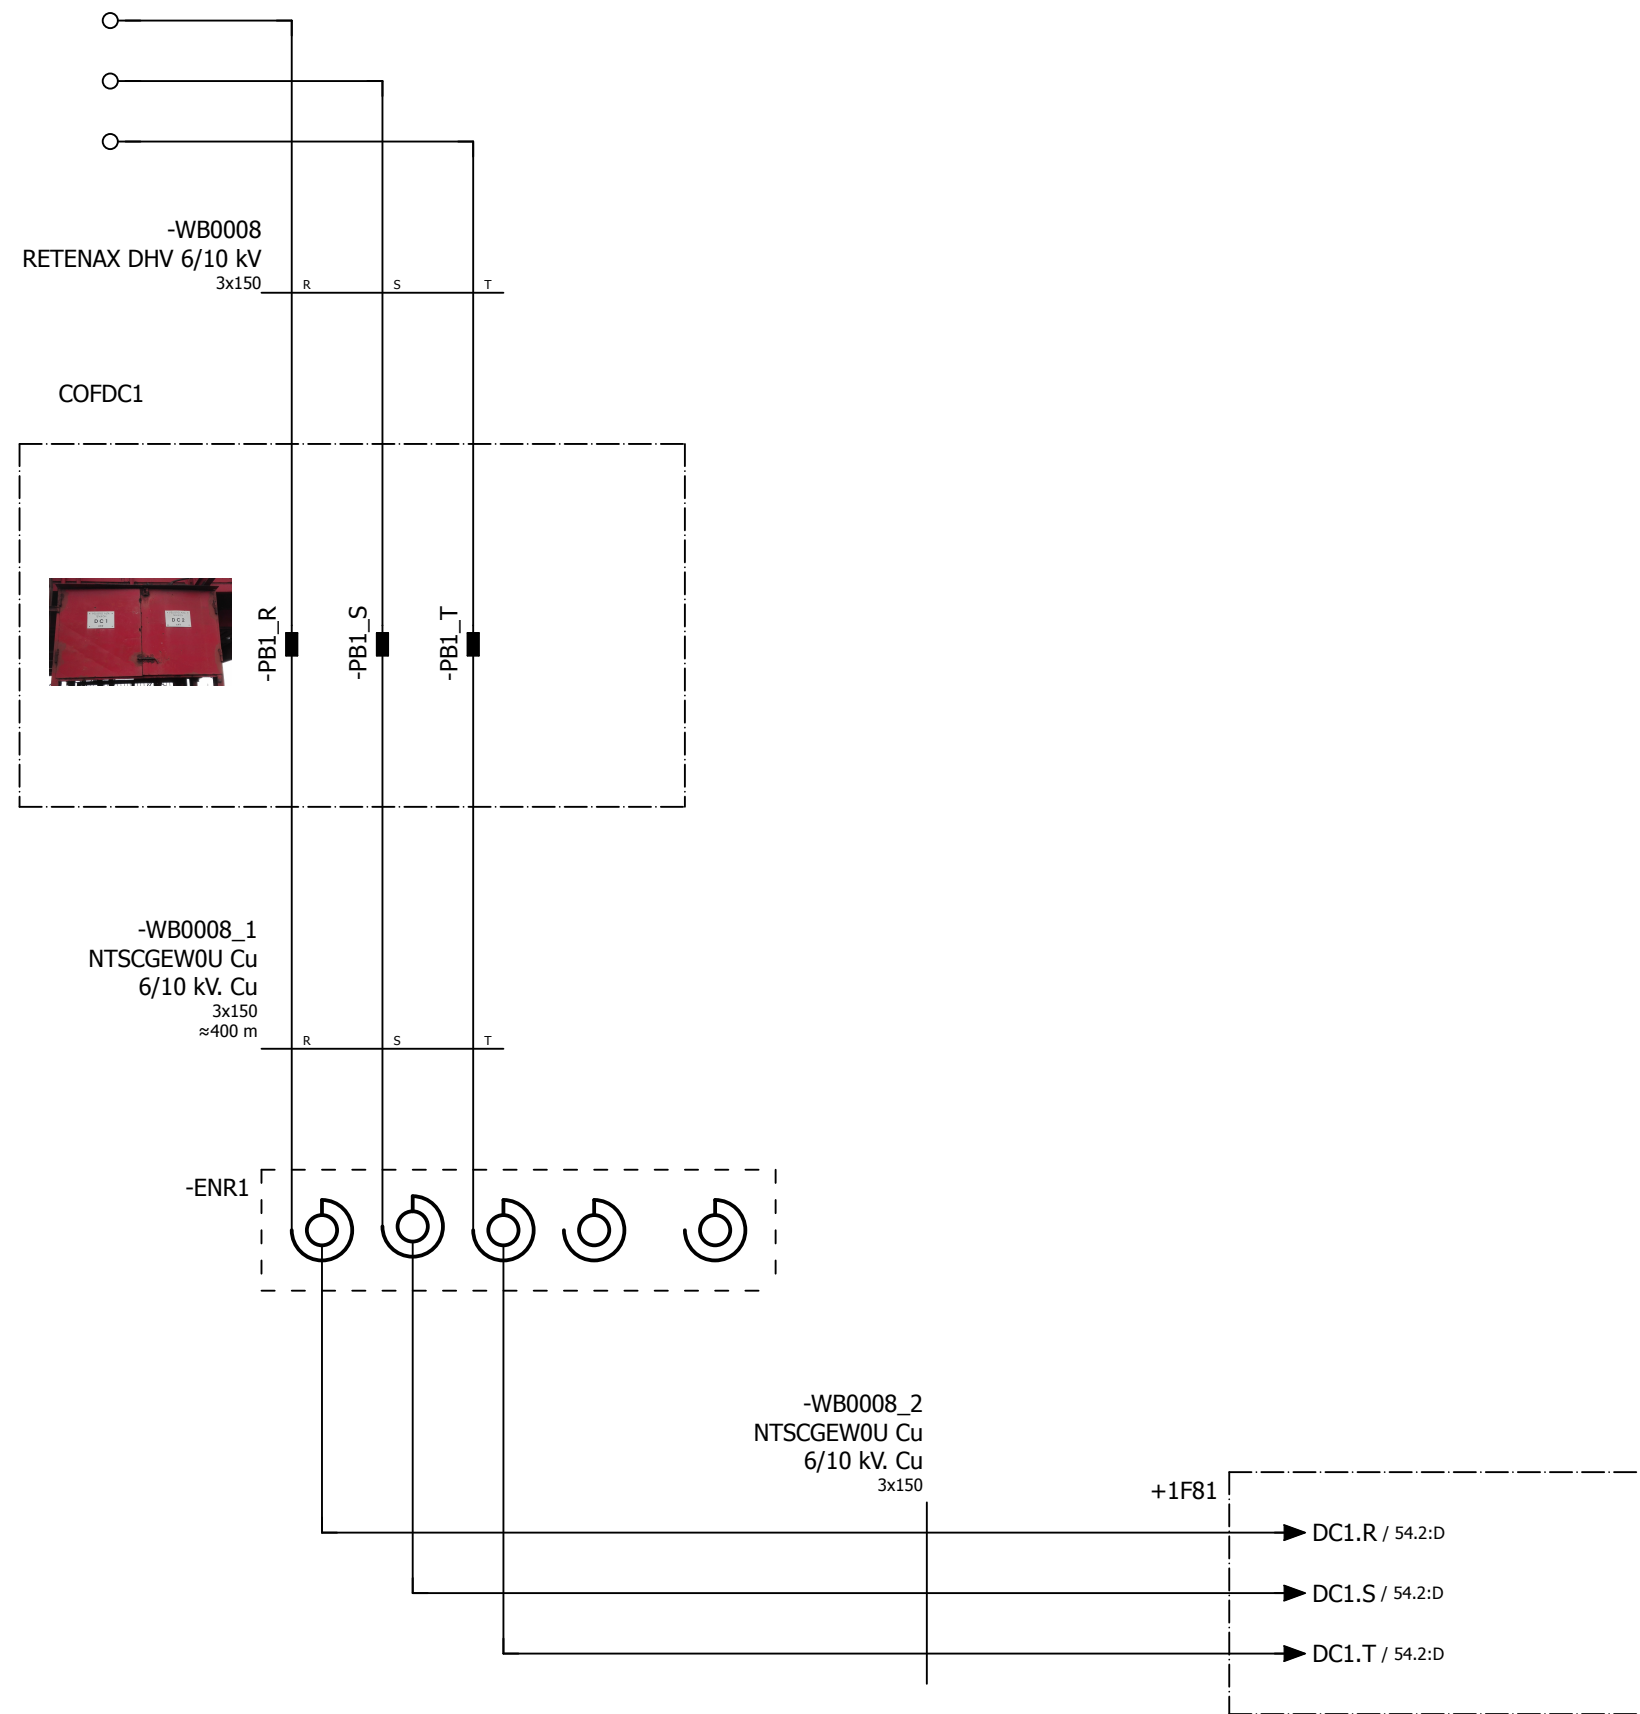 -WB0008
RETENAX DHV 6/10 kV
3x150
R
S
T
COFDC1
DC1
DC2
-PB1_R
-PB1_S
-PB1_T
-WB0008_1
NTSCGEW0U Cu
6/10 kV. Cu
3x150
≈400 m
R
S
T
-ENR1
-WB0008_2
NTSCGEW0U Cu
6/10 kV. Cu
3x150
+1F81
DC1.R / 54.2:D
DC1.S / 54.2:D
DC1.T / 54.2:D